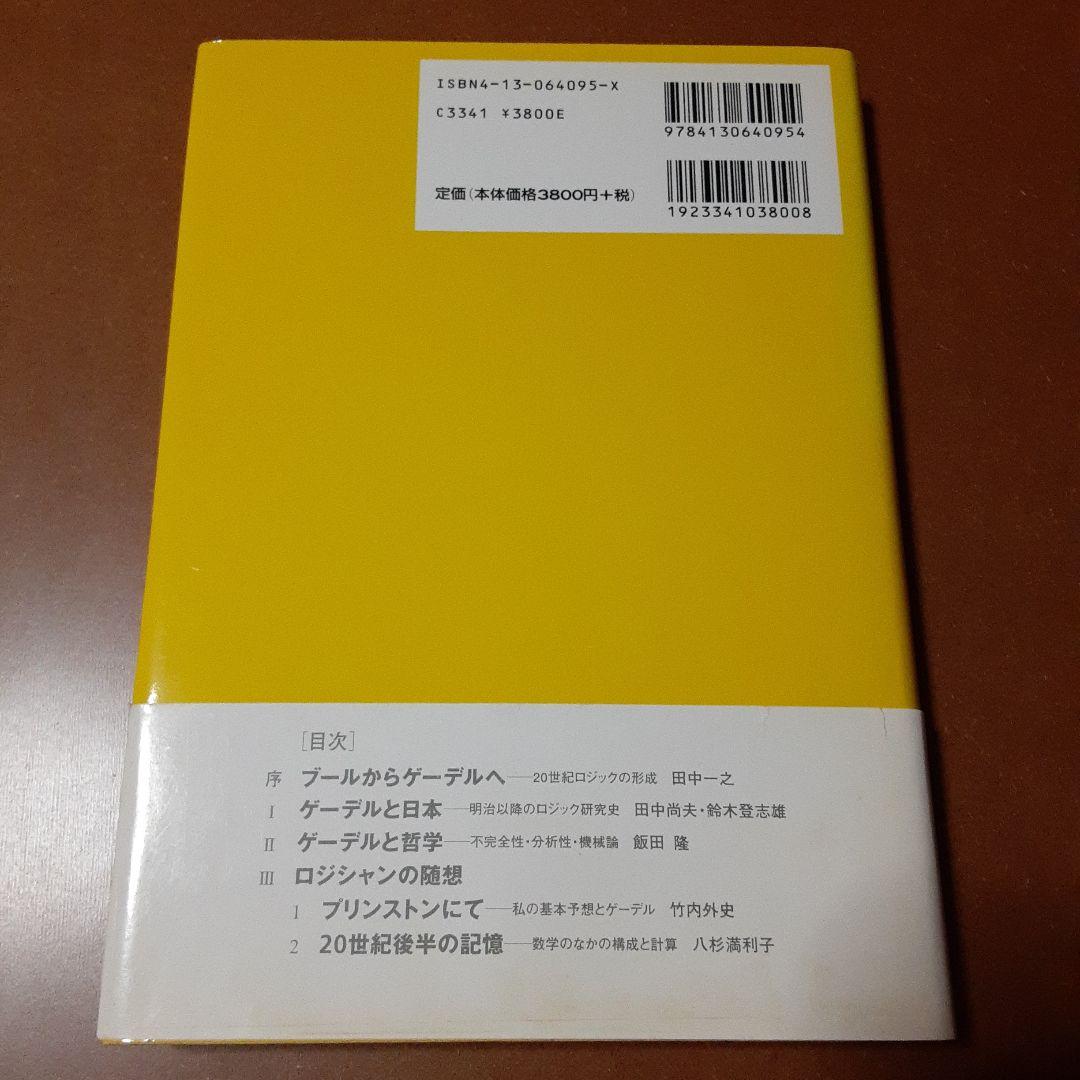 ISBN4-13-064095-X
C3341 ¥3800E
定価(本体価格3800円+税)
9784130640954
1923341038008
[目次]
序 ブールからゲーデルへ──20世紀ロジックの形成 田中一之
I ゲーデルと日本──明治以降のロジック研究史 田中尚夫・鈴木登志雄
II ゲーデルと哲学──不完全性・分析性・機械論 飯田 隆
III ロジシャンの随想
1 プリンストンにて──私の基本予想とゲーデル 竹内外史
2 20世紀後半の記憶──数学のなかの構成と計算 八杉満利子